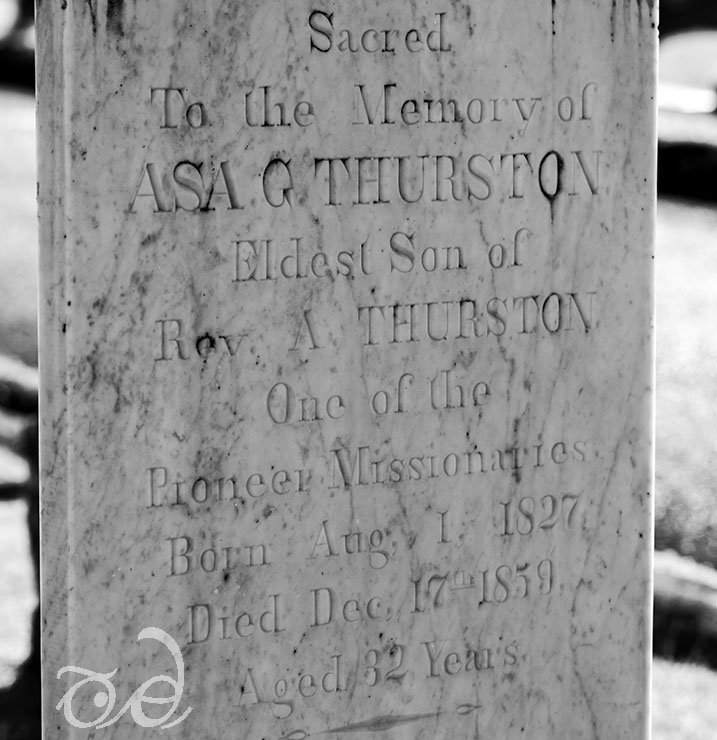 Sacred
To the Memory of
ASA G THURSTON
Eldest Son of
Rev. A. THURSTON
One of the
Pioneer Missionaries
Born Aug. 1, 1827.
Died Dec. 17th 1859.
Aged 32 Years